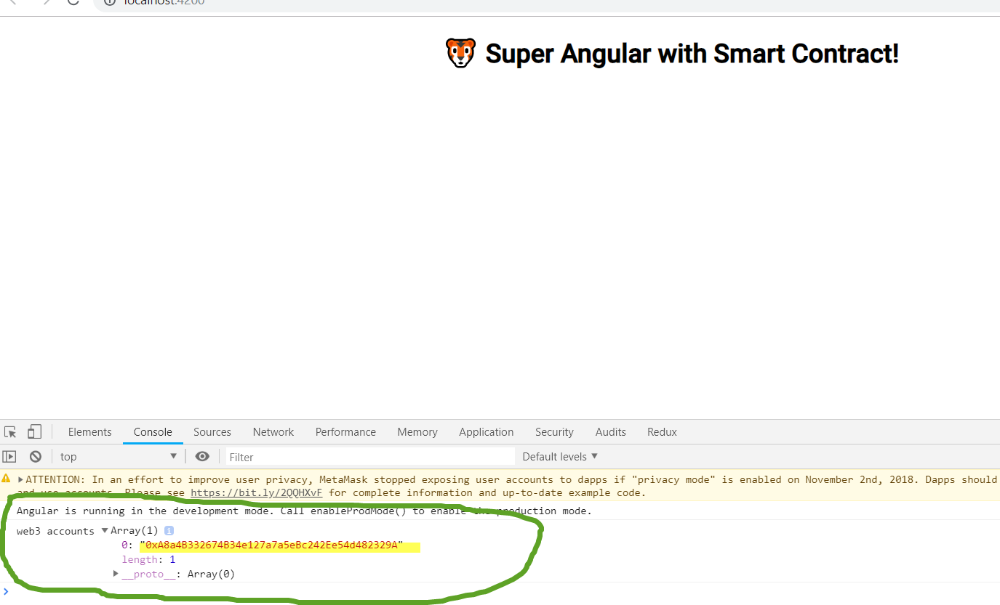 localhost:4200
Super Angular with Smart Contract!
Elements Console Sources Network Performance Memory Application Security Audits Redux
top Filter Default levels
ATTENTION: In an effort to improve user privacy, MetaMask stopped exposing user accounts to dapps if "privacy mode" is enabled on November 2nd, 2018. Dapps should
and use accounts. Please see https://bit.ly/2QQHXvF for complete information and up-to-date example code.
Angular is running in the development mode. Call enableProdMode() to enable the production mode.
web3 accounts Array(1)
0: "0xA8a4B332674B34e127a7a5eBc242Ee54d482329A"
length: 1
__proto__: Array(0)